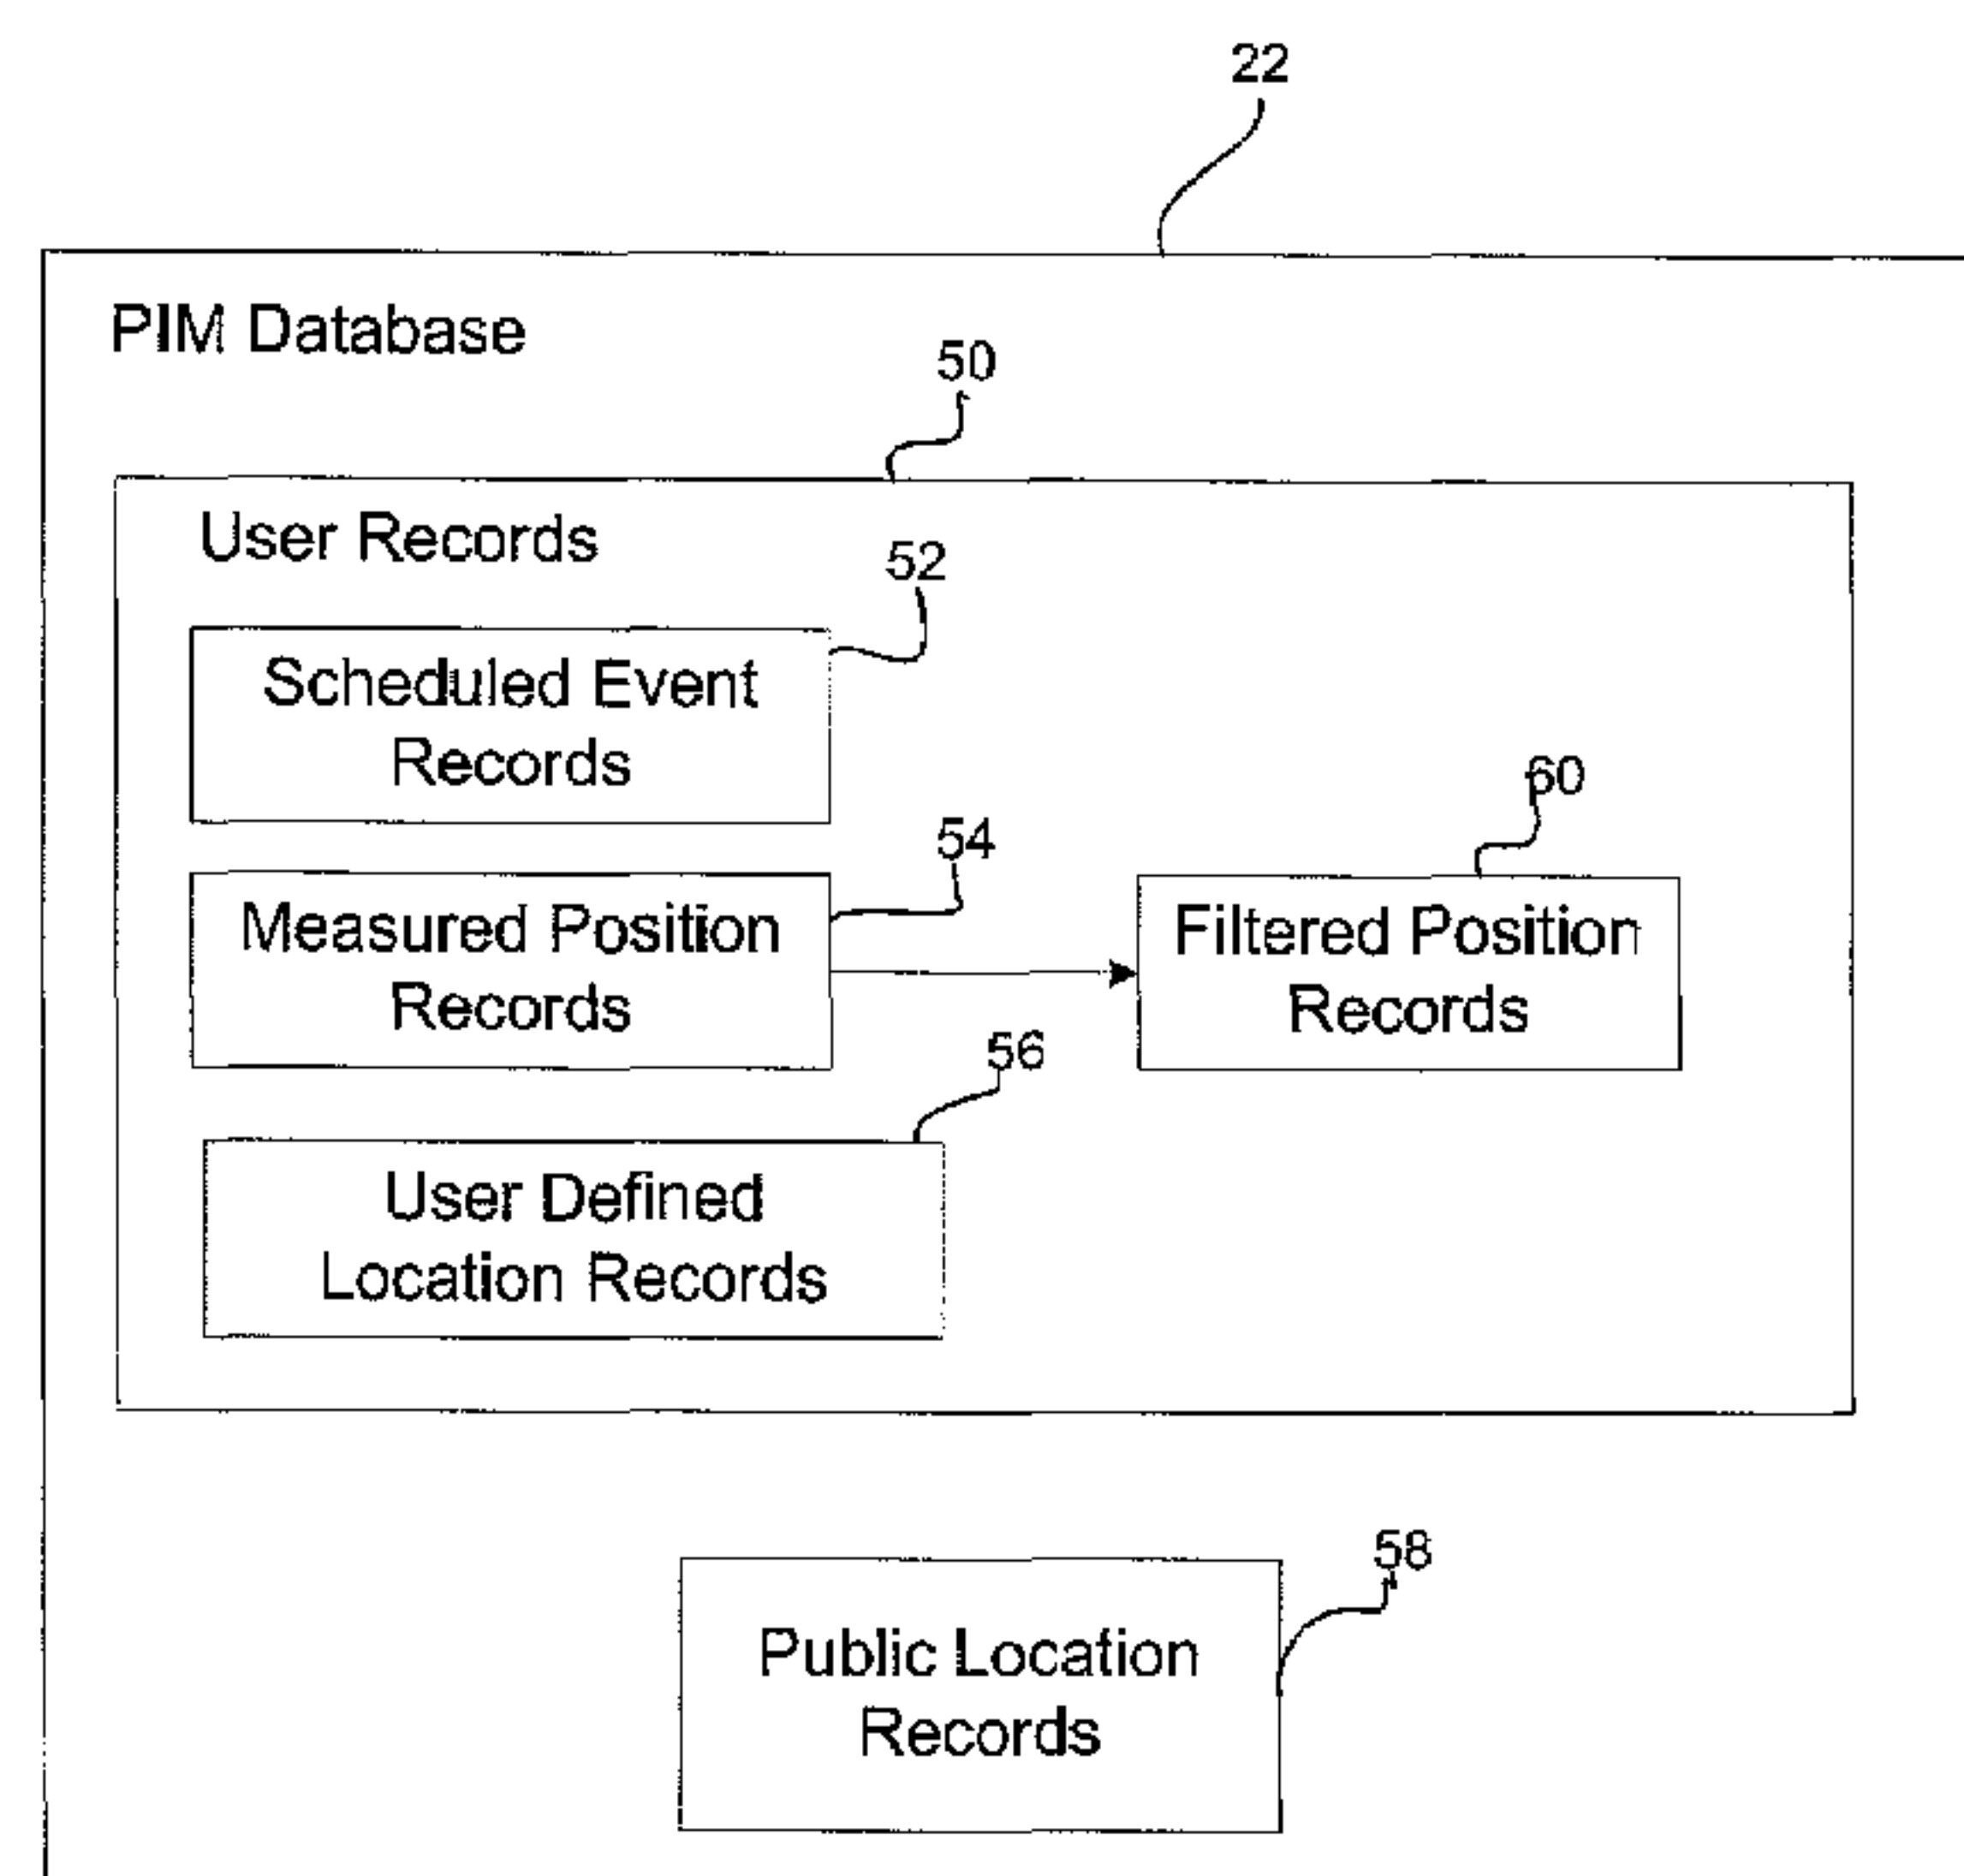 22
PIM Database
50
User Records
52
Scheduled Event
Records
60
54
Measured Position
Records
Filtered Position
Records
56
User Defined
Location Records
58
Public Location
Records